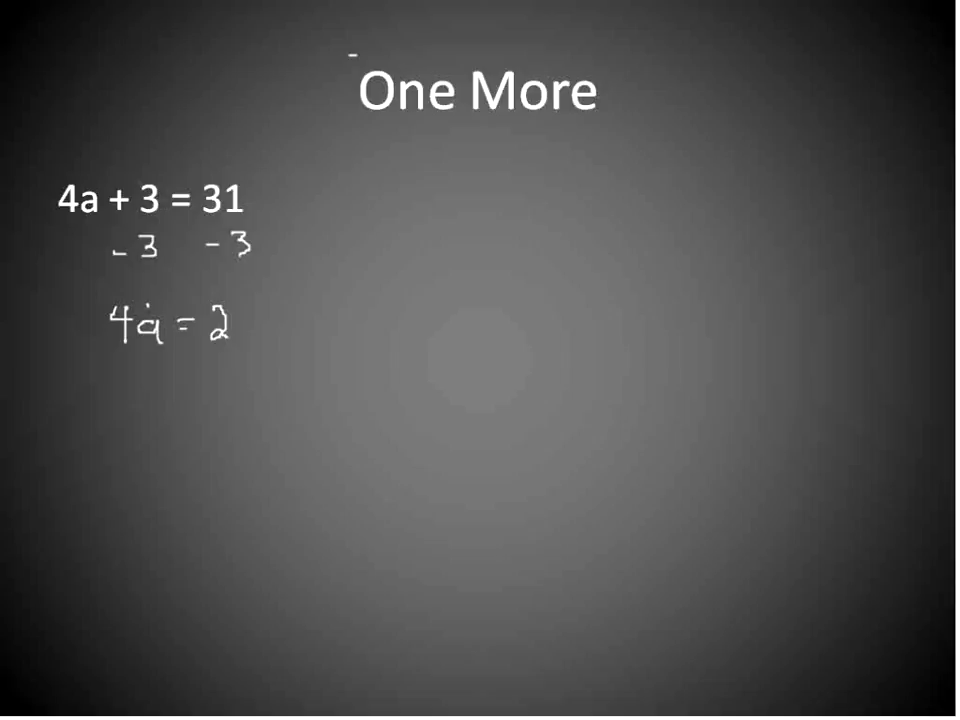 One More
4a + 3 = 31
- 3 - 3
4a = 2